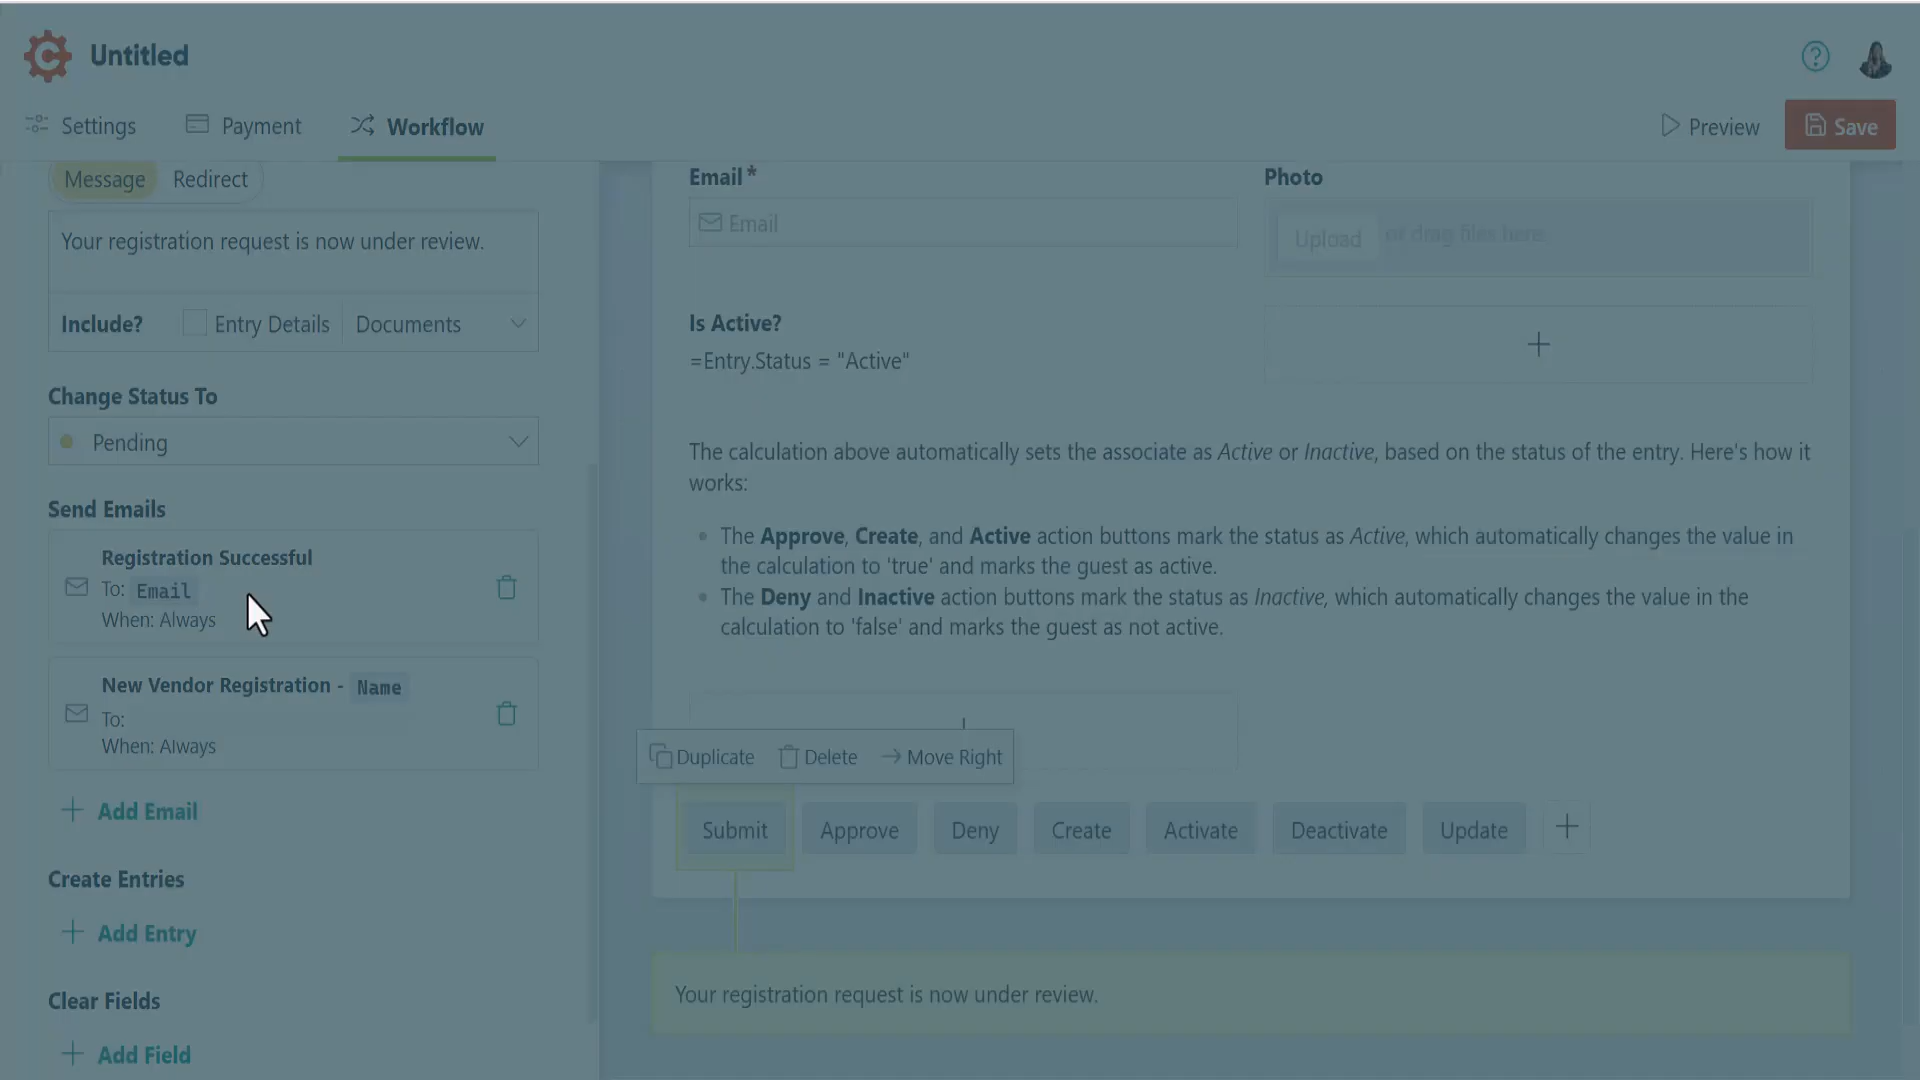 Untitled
Settings
Payment
Workflow
Preview
Save
Message
Redirect
Your registration request is now under review.
Include?
Entry Details
Documents
Change Status To
Pending
Send Emails
Registration Successful
To: Email
When: Always
New Vendor Registration - Name
To:
When: Always
Add Email
Create Entries
Add Entry
Clear Fields
Add Field
Email *
Email
Photo
Upload
or drag files here.
Is Active?
=Entry.Status = "Active"
The calculation above automatically sets the associate as Active or Inactive, based on the status of the entry. Here's how it
works:
The Approve, Create, and Active action buttons mark the status as Active, which automatically changes the value in
the calculation to 'true' and marks the guest as active.
The Deny and Inactive action buttons mark the status as Inactive, which automatically changes the value in the
calculation to 'false' and marks the guest as not active.
Duplicate
Delete
Move Right
Submit
Approve
Deny
Create
Activate
Deactivate
Update
Your registration request is now under review.